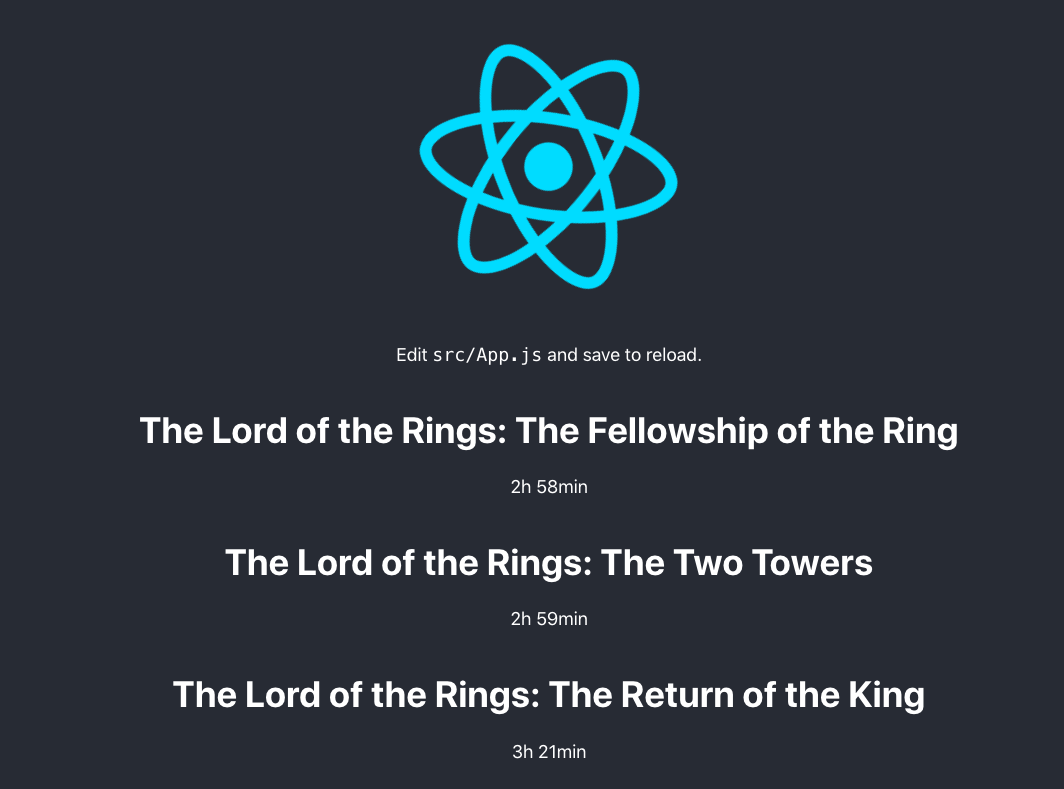 Edit src/App.js and save to reload.
The Lord of the Rings: The Fellowship of the Ring
2h 58min
The Lord of the Rings: The Two Towers
2h 59min
The Lord of the Rings: The Return of the King
3h 21min